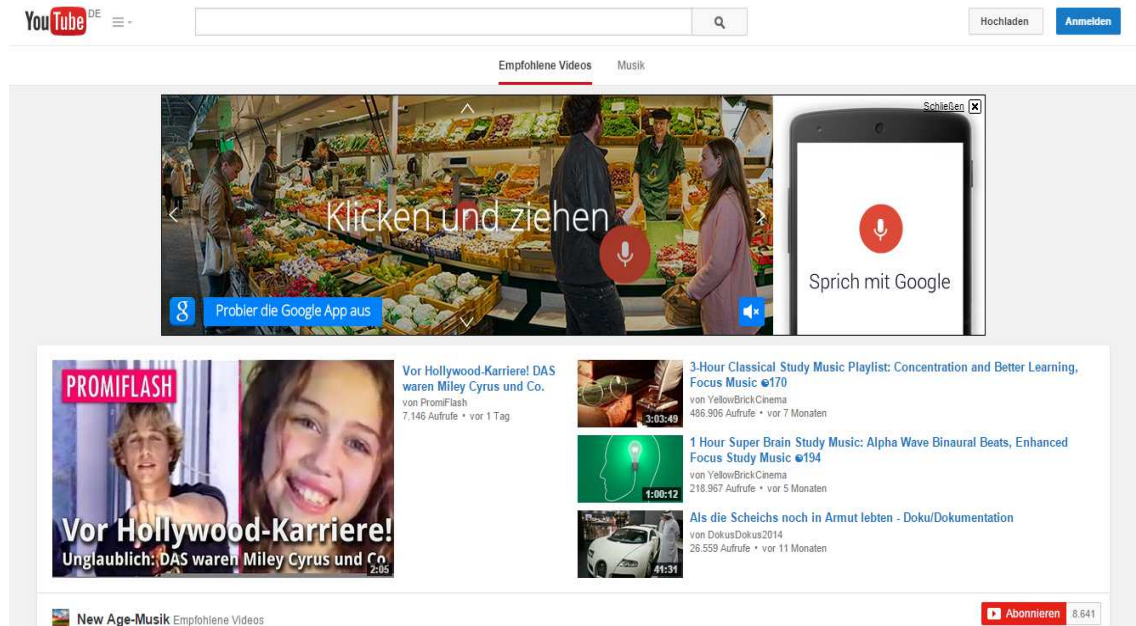 YouTube DE
Hochladen
Anmelden
Empfohlene Videos
Musik
Schließen
Klicken und ziehen
Probier die Google App aus
Sprich mit Google
PROMIFLASH
Vor Hollywood-Karriere!
Unglaublich: DAS waren Miley Cyrus und Co
2:05
Vor Hollywood-Karriere! DAS
waren Miley Cyrus und Co.
von PromiFlash
7.146 Aufrufe • vor 1 Tag
3:03:49
3-Hour Classical Study Music Playlist: Concentration and Better Learning,
Focus Music ☯170
von YellowBrickCinema
486.906 Aufrufe • vor 7 Monaten
1:00:12
1 Hour Super Brain Study Music: Alpha Wave Binaural Beats, Enhanced
Focus Study Music ☯194
von YellowBrickCinema
218.967 Aufrufe • vor 5 Monaten
41:31
Als die Scheichs noch in Armut lebten - Doku/Dokumentation
von DokusDokus2014
26.559 Aufrufe • vor 11 Monaten
New Age-Musik Empfohlene Videos
Abonnieren 8.641